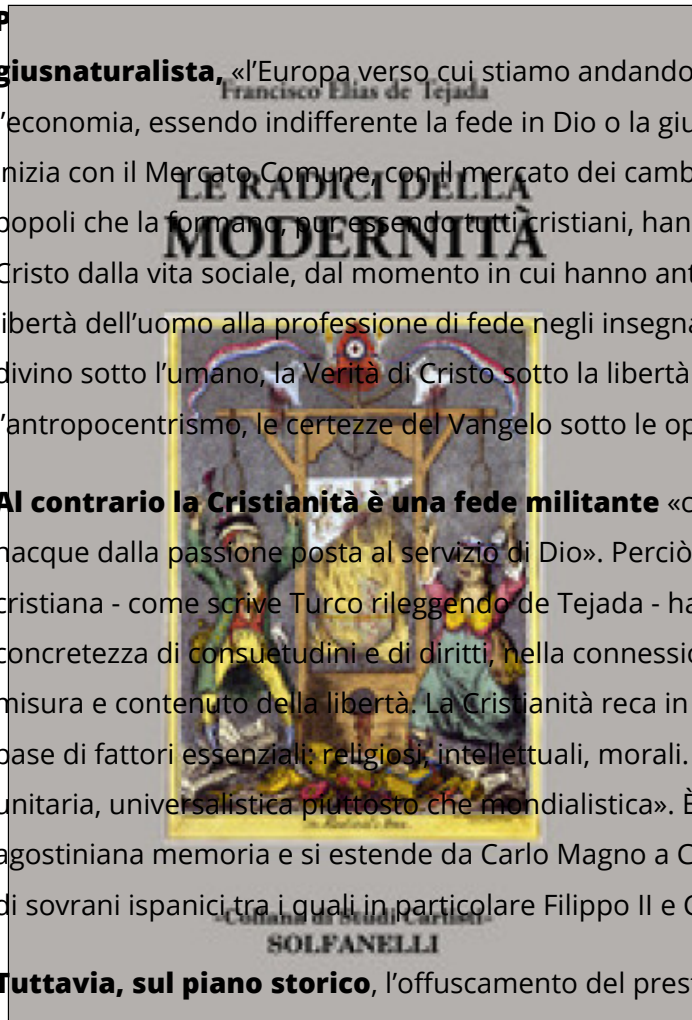 P
giusnaturalista, «l'Europa verso cui stiamo andando
Francisco Elías de Tejada
l'economia, essendo indifferente la fede in Dio o la giu
inizia con il Mercato Comune, con il mercato dei camb
LE RADICI DELLA
popoli che la formano, pur essendo tutti cristiani, han
MODERNITÀ
Cristo dalla vita sociale, dal momento in cui hanno ant
libertà dell'uomo alla professione di fede negli insegna
divino sotto l'umano, la Verità di Cristo sotto la libertà
l'antropocentrismo, le certezze del Vangelo sotto le op
Al contrario la Cristianità è una fede militante «c
nacque dalla passione posta al servizio di Dio». Perciò
cristiana - come scrive Turco rileggendo de Tejada - ha
concretezza di consuetudini e di diritti, nella connessio
misura e contenuto della libertà. La Cristianità reca in
base di fattori essenziali: religiosi, intellettuali, morali.
unitaria, universalistica piuttosto che mondialistica». È
agostiniana memoria e si estende da Carlo Magno a C
di sovrani ispanici tra i quali in particolare Filippo II e C
-Collana di Studi Carlisti-
SOLFANELLI
Tuttavia, sul piano storico, l'offuscamento del prest